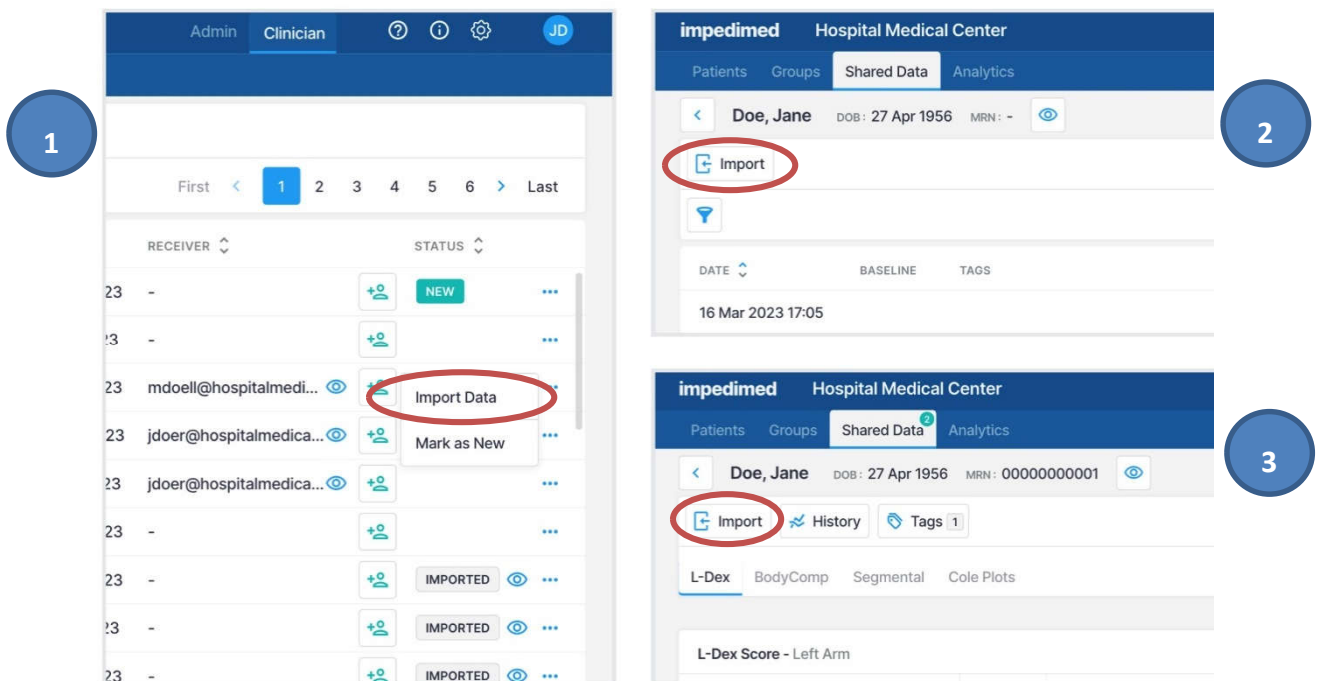 1
Admin Clinician JD
First 1 2 3 4 5 6 Last
RECEIVER STATUS
23 - NEW
23 -
23 mdoell@hospitalmedi...
Import Data
23 jdoer@hospitalmedica...
Mark as New
23 jdoer@hospitalmedica...
23 -
23 - IMPORTED
23 - IMPORTED
23 - IMPORTED
2
impedimed Hospital Medical Center
Patients Groups Shared Data Analytics
Doe, Jane DOB: 27 Apr 1956 MRN: -
Import
DATE BASELINE TAGS
16 Mar 2023 17:05
3
impedimed Hospital Medical Center
Patients Groups Shared Data 2 Analytics
Doe, Jane DOB: 27 Apr 1956 MRN: 00000000001
Import History Tags 1
L-Dex BodyComp Segmental Cole Plots
L-Dex Score - Left Arm